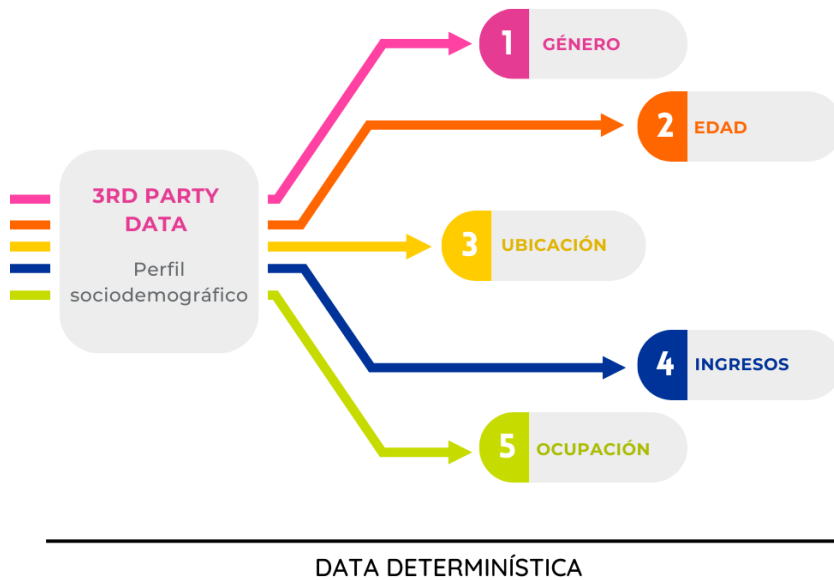 1 GÉNERO
2 EDAD
3RD PARTY
DATA
Perfil
sociodemográfico
3 UBICACIÓN
4 INGRESOS
5 OCUPACIÓN
DATA DETERMINÍSTICA